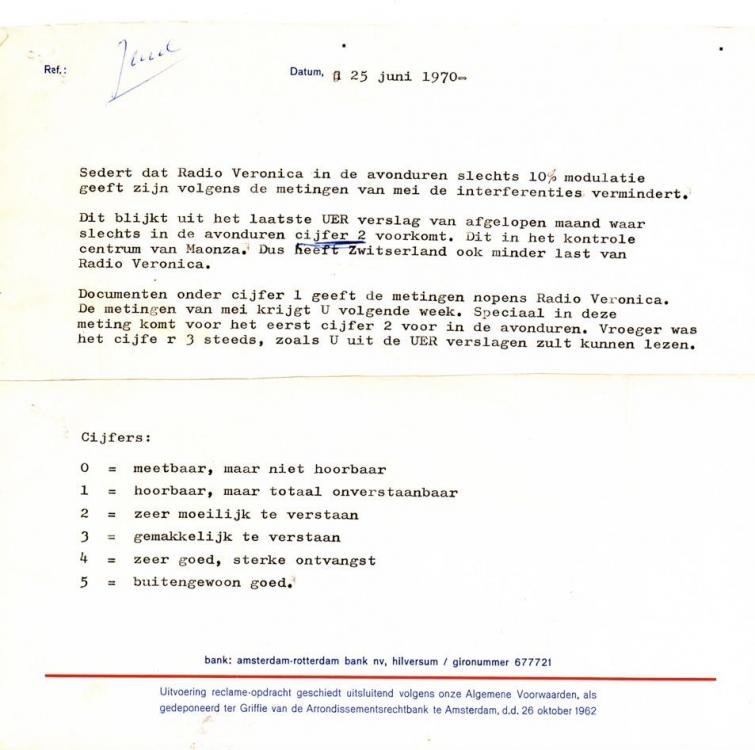 Ref.:
Datum, 25 juni 1970-
Sedert dat Radio Veronica in de avonduren slechts 10% modulatie
geeft zijn volgens de metingen van mei de interferenties vermindert.
Dit blijkt uit het laatste UER verslag van afgelopen maand waar
slechts in de avonduren cijfer 2 voorkomt. Dit in het kontrole
centrum van Maonza. Dus heeft Zwitserland ook minder last van
Radio Veronica.
Documenten onder cijfer 1 geeft de metingen nopens Radio Veronica.
De metingen van mei krijgt U volgende week. Speciaal in deze
meting komt voor het eerst cijfer 2 voor in de avonduren. Vroeger was
het cijfe r 3 steeds, zoals U uit de UER verslagen zult kunnen lezen.
Cijfers:
0 = meetbaar, maar niet hoorbaar
1 = hoorbaar, maar totaal onverstaanbaar
2 = zeer moeilijk te verstaan
3 = gemakkelijk te verstaan
4 = zeer goed, sterke ontvangst
5 = buitengewoon goed.
bank: amsterdam-rotterdam bank nv, hilversum / gironummer 677721
Uitvoering reclame-opdracht geschiedt uitsluitend volgens onze Algemene Voorwaarden, als
gedeponeerd ter Griffie van de Arrondissementsrechtbank te Amsterdam, d.d. 26 oktober 1962